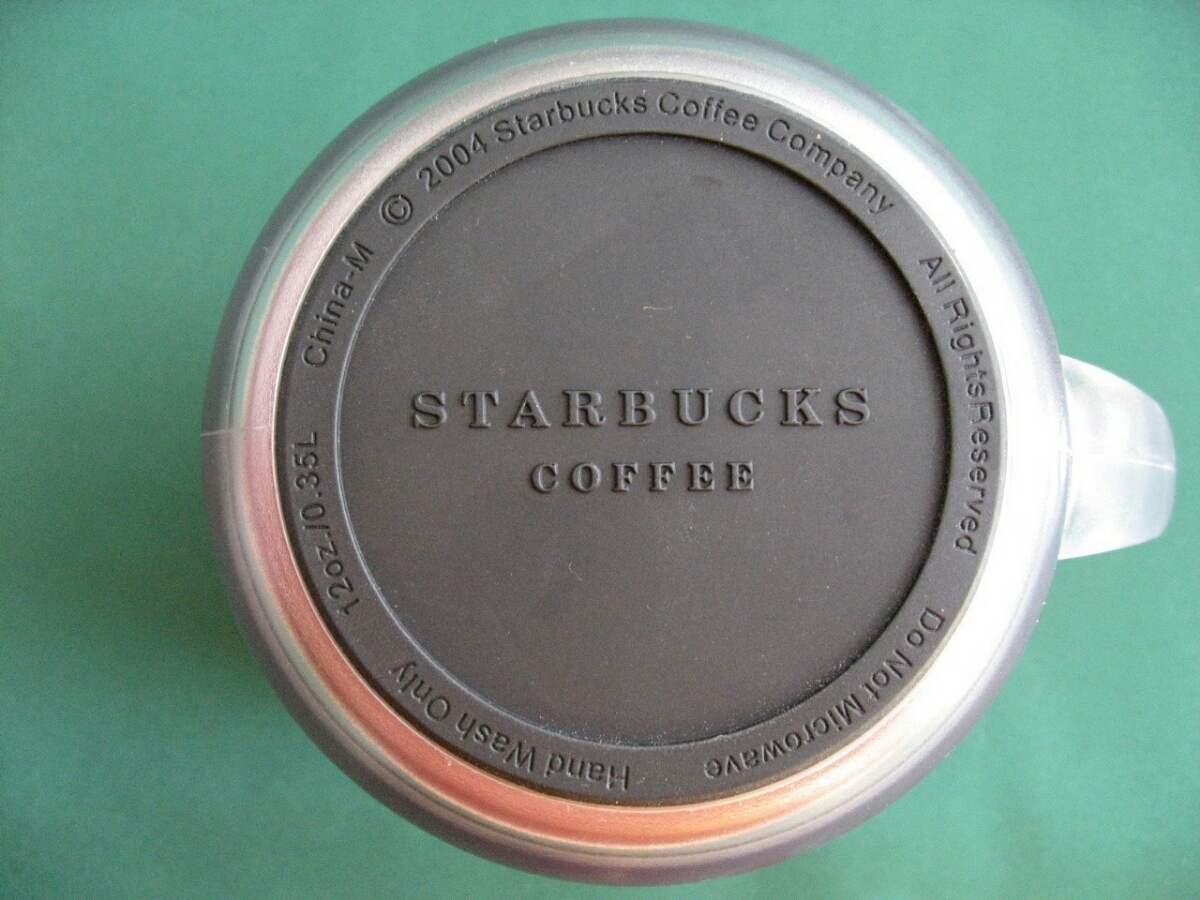 STARBUCKS
COFFEE
© 2004 Starbucks Coffee Company
All Rights Reserved
Do Not Microwave
Hand Wash Only
12oz./0.35L
China-M